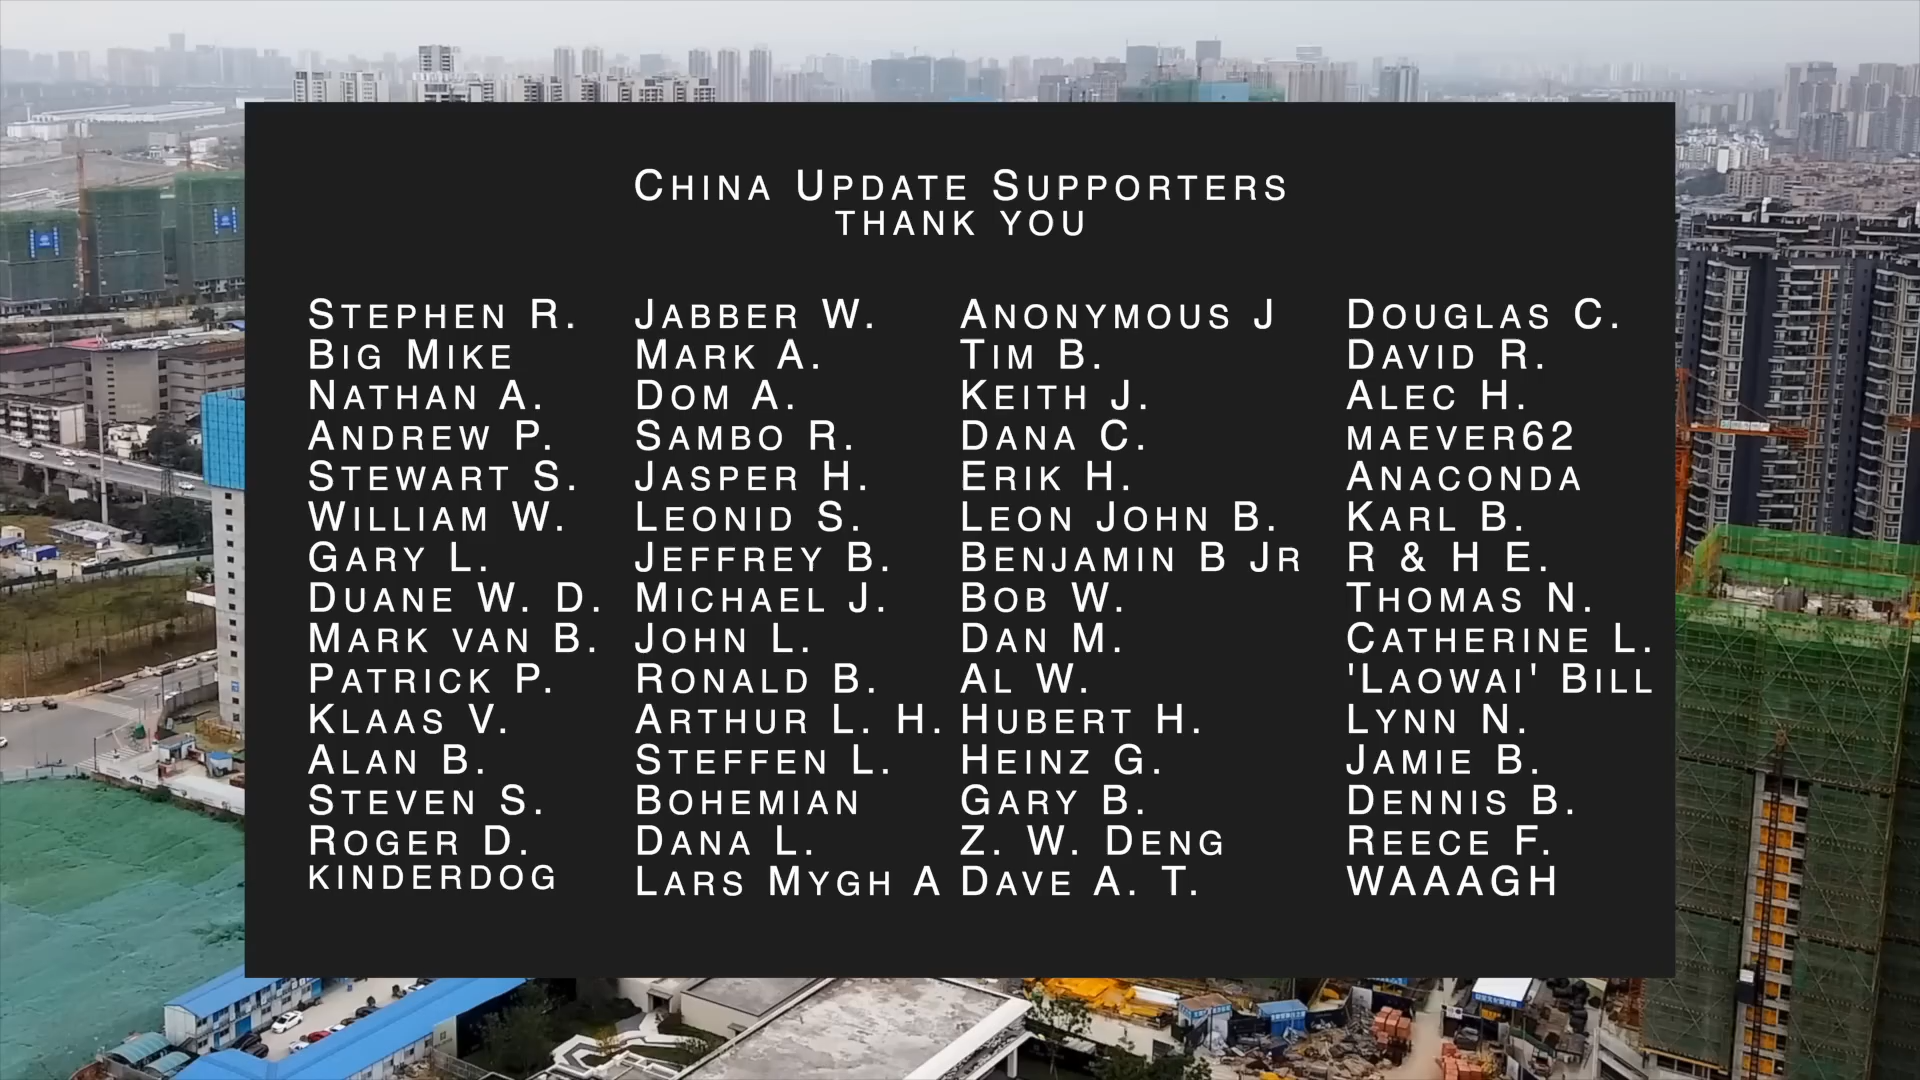 China Update Supporters
THANK YOU
Stephen R.
Big Mike
Nathan A.
Andrew P.
Stewart S.
William W.
Gary L.
Duane W. D.
Mark van B.
Patrick P.
Klaas V.
Alan B.
Steven S.
Roger D.
kinderdog
Jabber W.
Mark A.
Dom A.
Sambo R.
Jasper H.
Leonid S.
Jeffrey B.
Michael J.
John L.
Ronald B.
Arthur L. H.
Steffen L.
Bohemian
Dana L.
Lars Mygh A
Anonymous J
Tim B.
Keith J.
Dana C.
Erik H.
Leon John B.
Benjamin B Jr
Bob W.
Dan M.
Al W.
Hubert H.
Heinz G.
Gary B.
Z. W. Deng
Dave A. T.
Douglas C.
David R.
Alec H.
maever62
Anaconda
Karl B.
R & H E.
Thomas N.
Catherine L.
'Laowai' Bill
Lynn N.
Jamie B.
Dennis B.
Reece F.
WAAAGH